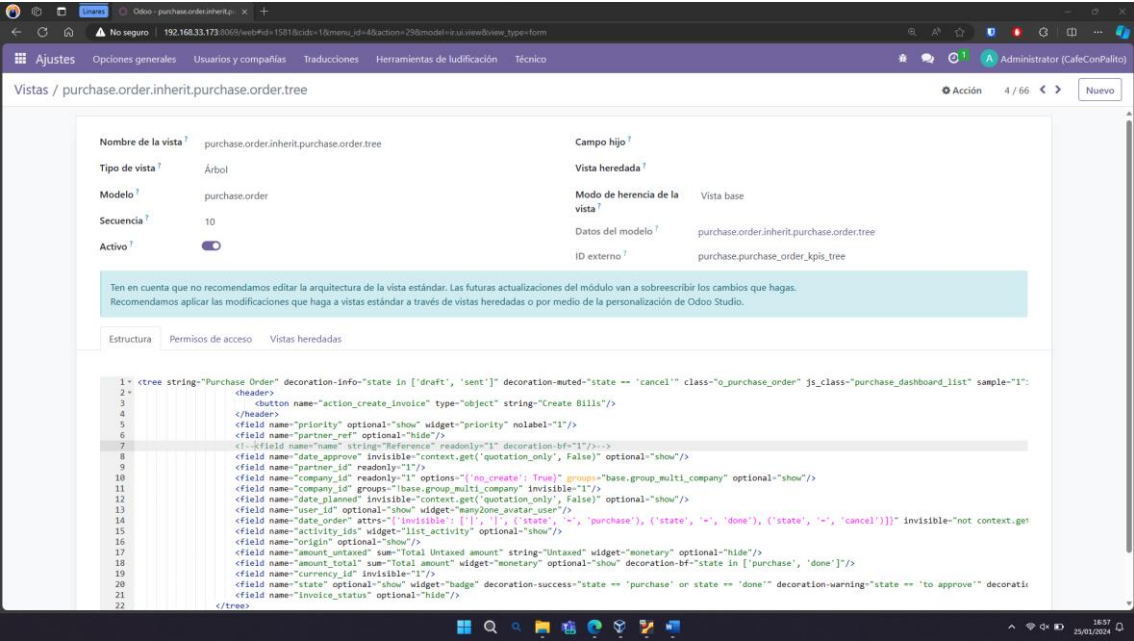 Linares
Odoo - purchase.order.inherit.pu
No seguro | 192.168.33.173:8069/web#id=1581&cids=1&menu_id=4&action=29&model=ir.ui.view&view_type=form
Ajustes Opciones generales Usuarios y compañías Traducciones Herramientas de ludificación Técnico 1 A Administrator (CafeConPalito)
Vistas / purchase.order.inherit.purchase.order.tree Acción 4 / 66 Nuevo
Nombre de la vista ? purchase.order.inherit.purchase.order.tree
Tipo de vista ? Árbol
Modelo ? purchase.order
Secuencia ? 10
Activo ?
Campo hijo ?
Vista heredada ?
Modo de herencia de la vista ? Vista base
Datos del modelo ? purchase.order.inherit.purchase.order.tree
ID externo ? purchase.purchase_order_kpis_tree
Ten en cuenta que no recomendamos editar la arquitectura de la vista estándar. Las futuras actualizaciones del módulo van a sobreescribir los cambios que hagas.
Recomendamos aplicar las modificaciones que haga a vistas estándar a través de vistas heredadas o por medio de la personalización de Odoo Studio.
Estructura Permisos de acceso Vistas heredadas
1 <tree string="Purchase Order" decoration-info="state in ['draft', 'sent']" decoration-muted="state == 'cancel'" class="o_purchase_order" js_class="purchase_dashboard_list" sample="1":
2 <header>
3 <button name="action_create_invoice" type="object" string="Create Bills"/>
4 </header>
5 <field name="priority" optional="show" widget="priority" nolabel="1"/>
6 <field name="partner_ref" optional="hide"/>
7 <!--<field name="name" string="Reference" readonly="1" decoration-bf="1"/>-->
8 <field name="date_approve" invisible="context.get('quotation_only', False)" optional="show"/>
9 <field name="partner_id" readonly="1"/>
10 <field name="company_id" readonly="1" options="{'no_create': True}" groups="base.group_multi_company" optional="show"/>
11 <field name="company_id" groups="!base.group_multi_company" invisible="1"/>
12 <field name="date_planned" invisible="context.get('quotation_only', False)" optional="show"/>
13 <field name="user_id" optional="show" widget="many2one_avatar_user"/>
14 <field name="date_order" attrs="{'invisible': ['|', '|', ('state', '=', 'purchase'), ('state', '=', 'done'), ('state', '=', 'cancel')]}" invisible="not context.get
15 <field name="activity_ids" widget="list_activity" optional="show"/>
16 <field name="origin" optional="show"/>
17 <field name="amount_untaxed" sum="Total Untaxed amount" string="Untaxed" widget="monetary" optional="hide"/>
18 <field name="amount_total" sum="Total amount" widget="monetary" optional="show" decoration-bf="state in ['purchase', 'done']"/>
19 <field name="currency_id" invisible="1"/>
20 <field name="state" optional="show" widget="badge" decoration-success="state == 'purchase' or state == 'done'" decoration-warning="state == 'to approve'" decoratio
21 <field name="invoice_status" optional="hide"/>
22 </tree>
16:57
25/01/2024